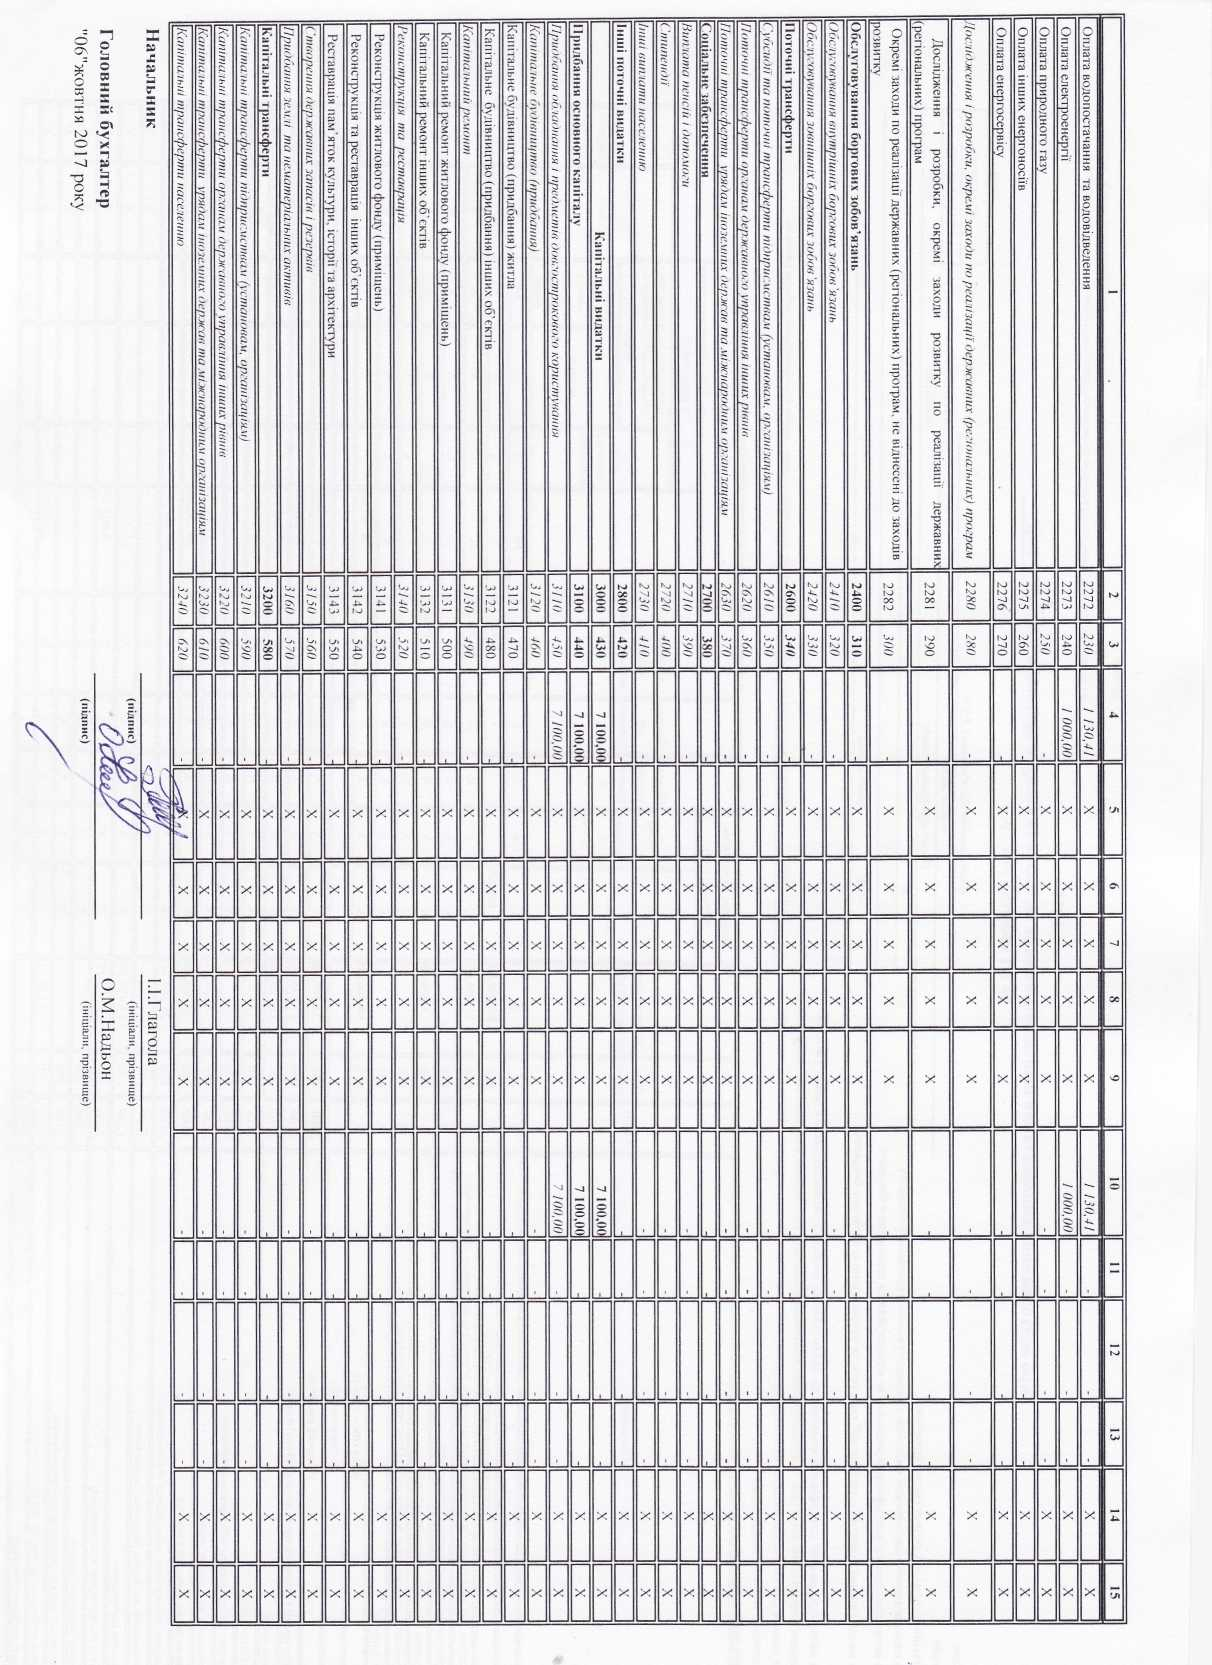 1 2 3 4 5 6 7 8 9 10 11 12 13 14 15
Оплата водопостачання та водовідведення 2272 230 1 130,41 X X X X X 1 130,41 - - - X X
Оплата електроенергії 2273 240 1 000,00 X X X X X 1 000,00 - - - X X
Оплата природного газу 2274 250 - X X X X X - - - - X X
Оплата інших енергоносіїв 2275 260 - X X X X X - - - - X X
Оплата енергосервісу 2276 270 - X X X X X - - - - X X
Дослідження і розробки, окремі заходи по реалізації державних (регіональних) програм 2280 280 - X X X X X - - - - X X
Дослідження і розробки, окремі заходи розвитку по реалізації державних
(регіональних) програм 2281 290 - X X X X X - - - - X X
Окремі заходи по реалізації державних (регіональних) програм, не віднесені до заходів
розвитку 2282 300 - X X X X X - - - - X X
Обслуговування боргових зобов'язань 2400 310 - X X X X X - - - - X X
Обслуговування внутрішніх боргових зобов'язань 2410 320 - X X X X X - - - - X X
Обслуговування зовнішніх боргових зобов'язань 2420 330 - X X X X X - - - - X X
Поточні трансферти 2600 340 - X X X X X - - - - X X
Субсидії та поточні трансферти підприємствам (установам, організаціям) 2610 350 - X X X X X - - - - X X
Поточні трансферти органам державного управління інших рівнів 2620 360 - X X X X X - - - - X X
Поточні трансферти урядам іноземних держав та міжнародним організаціям 2630 370 - X X X X X - - - - X X
Соціальне забезпечення 2700 380 - X X X X X - - - - X X
Виплата пенсій і допомоги 2710 390 - X X X X X - - - - X X
Стипендії 2720 400 - X X X X X - - - - X X
Інші виплати населенню 2730 410 - X X X X X - - - - X X
Інші поточні видатки 2800 420 - X X X X X - - - - X X
Капітальні видатки 3000 430 7 100,00 X X X X X 7 100,00 - - - X X
Придбання основного капіталу 3100 440 7 100,00 X X X X X 7 100,00 - - - X X
Придбання обладнання і предметів довгострокового користування 3110 450 7 100,00 X X X X X 7 100,00 - - - X X
Капітальне будівництво (придбання) 3120 460 - X X X X X - - - - X X
Капітальне будівництво (придбання) житла 3121 470 - X X X X X - - - - X X
Капітальне будівництво (придбання) інших об'єктів 3122 480 - X X X X X - - - - X X
Капітальний ремонт 3130 490 - X X X X X - - - - X X
Капітальний ремонт житлового фонду (приміщень) 3131 500 - X X X X X - - - - X X
Капітальний ремонт інших об'єктів 3132 510 - X X X X X - - - - X X
Реконструкція та реставрація 3140 520 - X X X X X - - - - X X
Реконструкція житлового фонду (приміщень) 3141 530 - X X X X X - - - - X X
Реконструкція та реставрація інших об'єктів 3142 540 - X X X X X - - - - X X
Реставрація пам'яток культури, історії та архітектури 3143 550 - X X X X X - - - - X X
Створення державних запасів і резервів 3150 560 - X X X X X - - - - X X
Придбання землі та нематеріальних активів 3160 570 - X X X X X - - - - X X
Капітальні трансферти 3200 580 - X X X X X - - - - X X
Капітальні трансферти підприємствам (установам, організаціям) 3210 590 - X X X X X - - - - X X
Капітальні трансферти органам державного управління інших рівнів 3220 600 - X X X X X - - - - X X
Капітальні трансферти урядам іноземних держав та міжнародним організаціям 3230 610 - X X X X X - - - - X X
Капітальні трансферти населенню 3240 620 - X X X X X - - - - X X
Начальник І.І.Глагола
(підпис) (ініціали, прізвище)
Головний бухгалтер О.М.Надьон
(підпис) (ініціали, прізвище)
"06"жовтня 2017 року